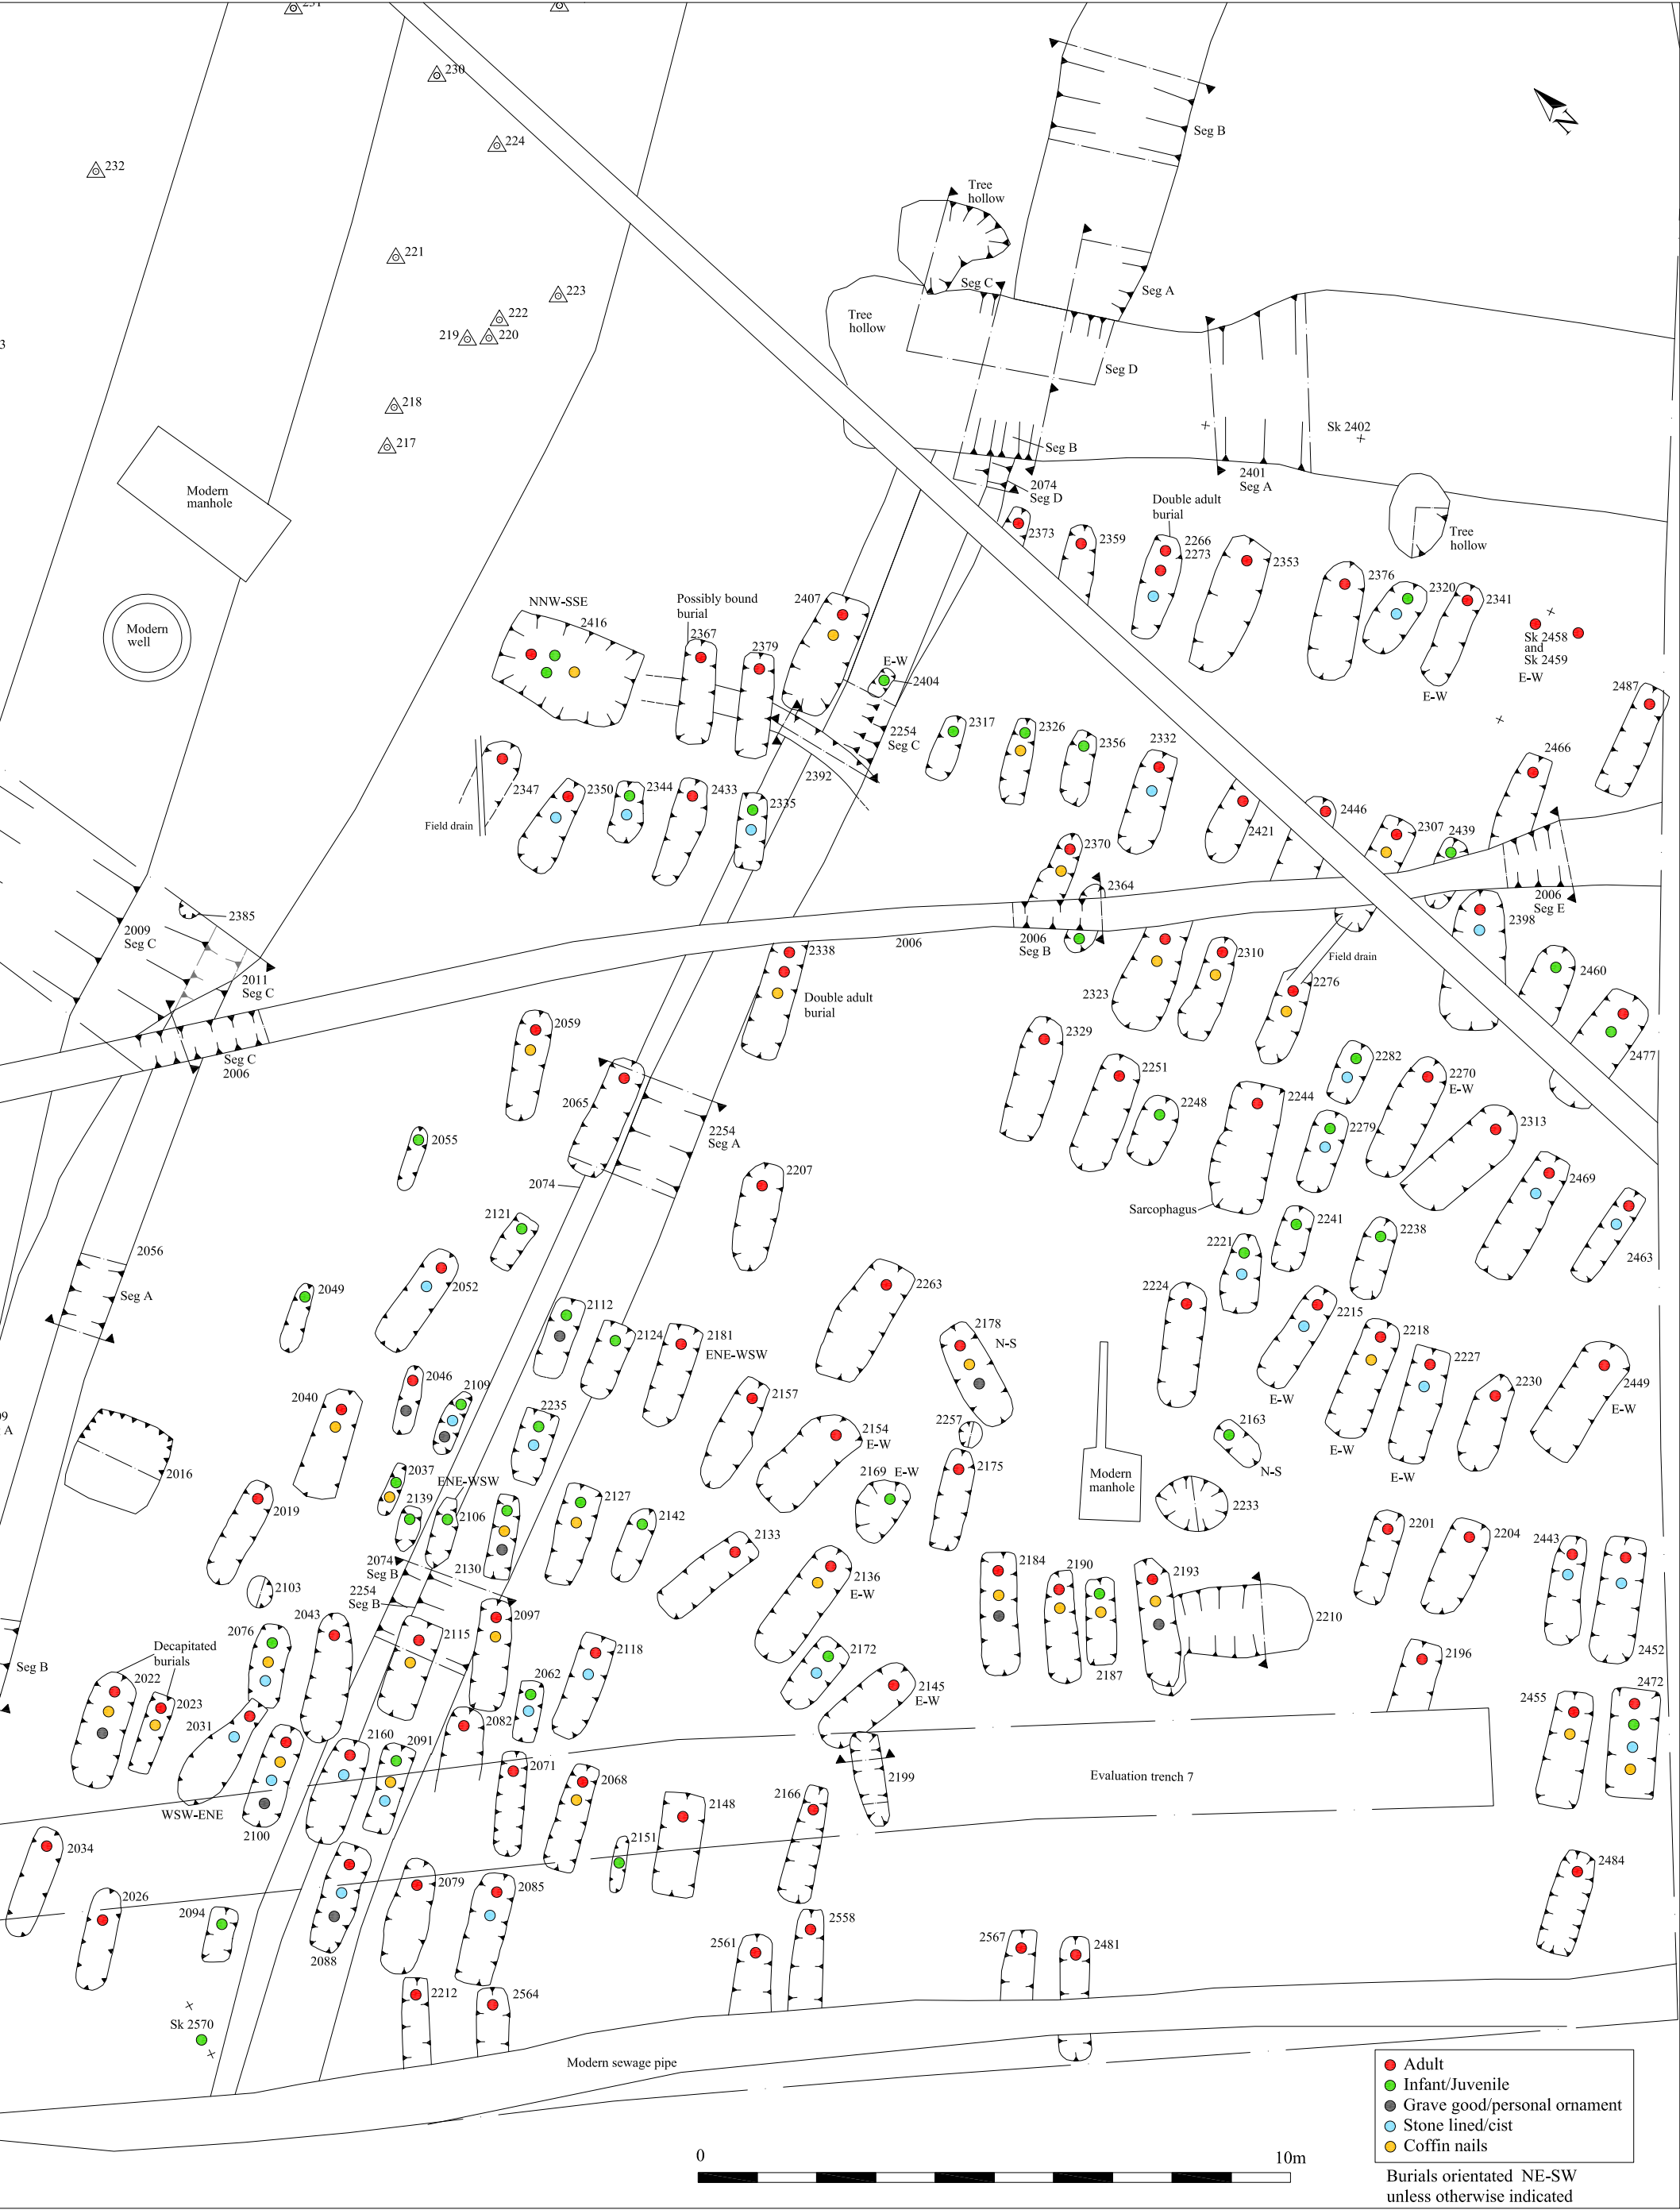 231
230
224
232
221
223
222
219
220
218
217
3
Modern
manhole
Modern
well
Seg B
N
Tree
hollow
Seg C
Seg A
Tree
hollow
Seg D
Sk 2402
Seg B
2401
Seg A
2074
Seg D
Double adult
burial
Tree
hollow
2373
2359
2266
2273
2353
2376
2320
2341
Sk 2458
and
Sk 2459
E-W
E-W
2487
NNW-SSE
2416
Possibly bound
burial
2367
2379
2407
E-W
2404
2254
Seg C
2392
2317
2326
2356
2332
2466
2347
2350
2344
2433
2335
Field drain
2421
2446
2307
2439
2370
2364
2006
Seg E
2398
2385
2009
Seg C
2011
Seg C
2006
2006
Seg B
2338
Double adult
burial
2310
2323
Field drain
2276
2460
2477
Seg C
2006
2059
2065
2329
2251
2248
2282
2270
E-W
2244
2279
2313
2254
Seg A
2055
2074
2207
Sarcophagus
2469
2463
2121
2241
2221
2238
2056
Seg A
2052
2049
2263
2224
2215
2112
2124
2181
ENE-WSW
2178
N-S
2218
2227
2230
2449
E-W
2046
2109
2040
2157
E-W
2235
2154
E-W
2257
2163
N-S
E-W
E-W
09
A
2016
2037
ENE-WSW
2169
E-W
2175
Modern
manhole
2233
2139
2106
2127
2142
2019
2133
2201
2204
2443
2074
Seg B
2130
2136
E-W
2184
2190
2193
2103
2254
Seg B
2043
2097
2210
2076
2115
2118
2172
2187
2452
Seg B
Decapitated
burials
2022
2023
2062
2145
E-W
2196
2455
2472
2031
2082
2160
2091
2071
2068
2199
Evaluation trench 7
WSW-ENE
2100
2148
2166
2034
2151
2484
2026
2094
2079
2085
2088
2558
2561
2567
2481
2212
2564
Sk 2570
Modern sewage pipe
Adult
Infant/Juvenile
Grave good/personal ornament
Stone lined/cist
Coffin nails
0
10m
Burials orientated NE-SW
unless otherwise indicated